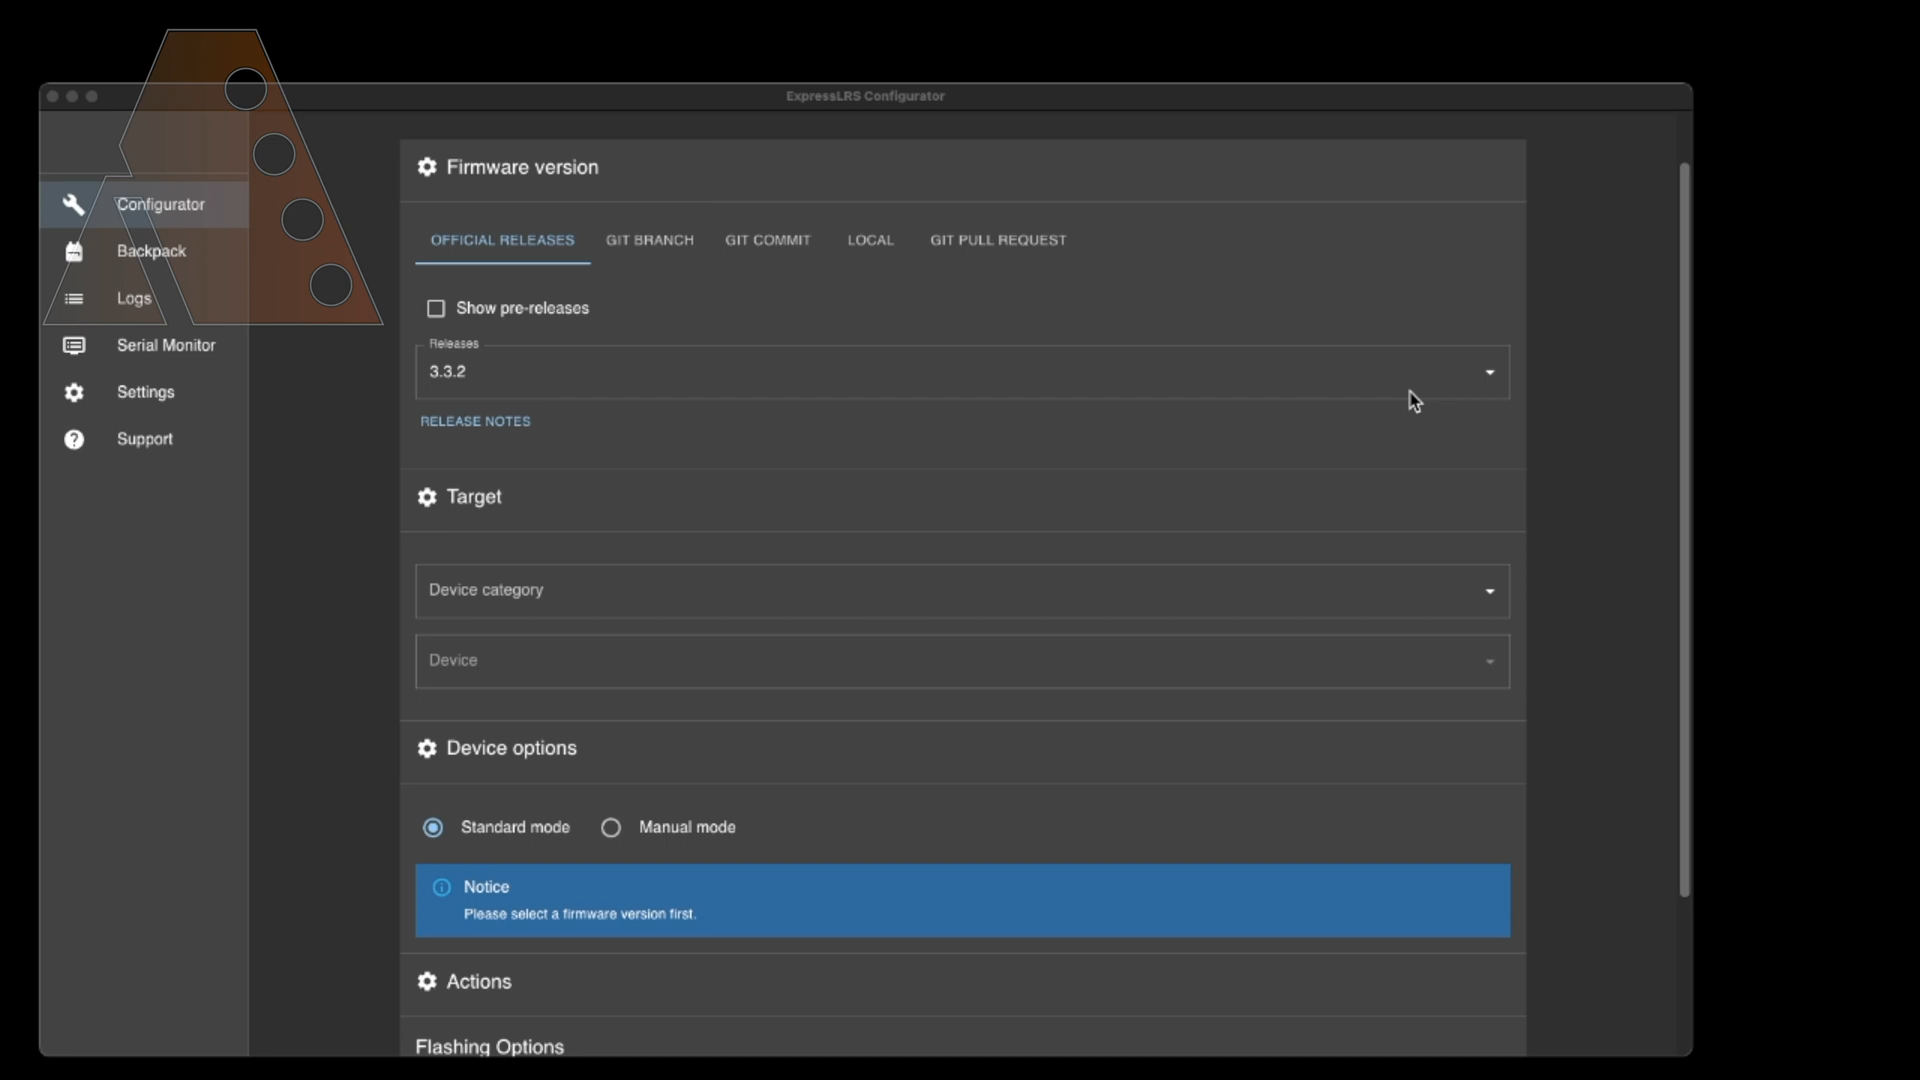 ExpressLRS Configurator
Configurator
Backpack
Logs
Serial Monitor
Settings
Support
Firmware version
OFFICIAL RELEASES
GIT BRANCH
GIT COMMIT
LOCAL
GIT PULL REQUEST
Show pre-releases
Releases
3.3.2
RELEASE NOTES
Target
Device category
Device
Device options
Standard mode
Manual mode
Notice
Please select a firmware version first.
Actions
Flashing Options